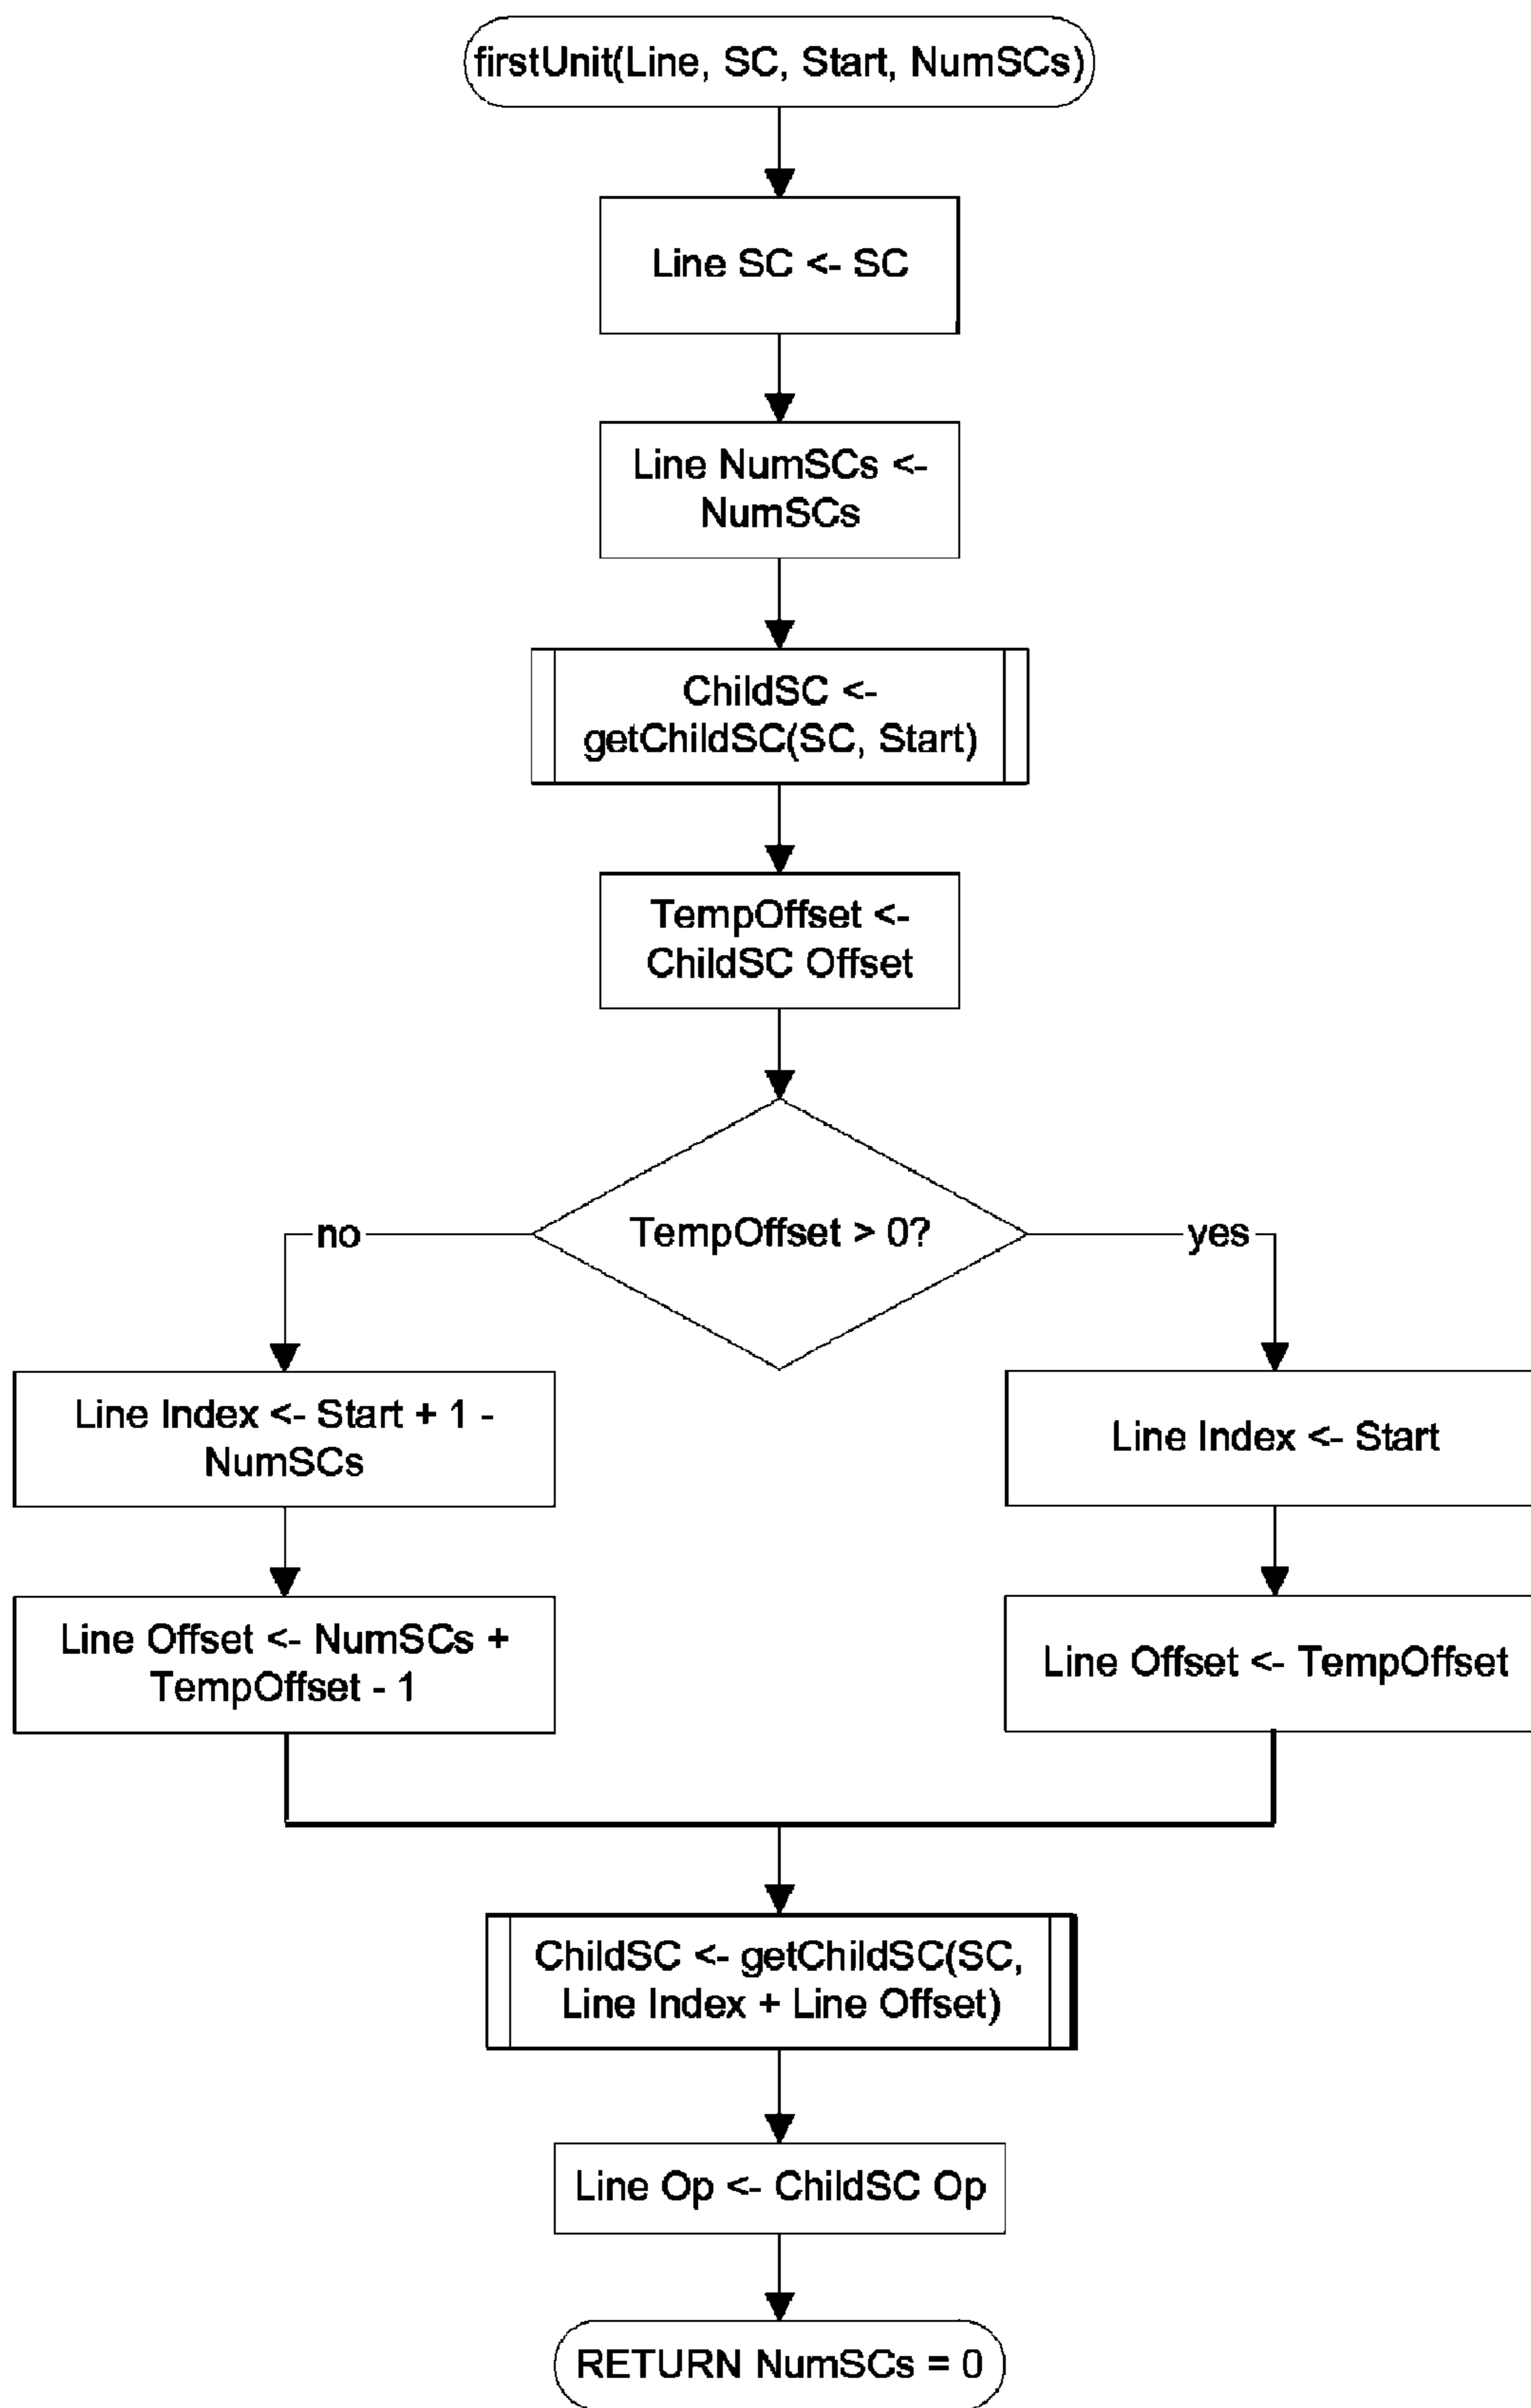 firstUnit(Line, SC, Start, NumSCs)
Line SC <- SC
Line NumSCs <-
NumSCs
ChildSC <-
getChildSC(SC, Start)
TempOffset <-
ChildSC Offset
TempOffset > 0?
no
yes
Line Index <- Start + 1 -
NumSCs
Line Index <- Start
Line Offset <- NumSCs +
TempOffset - 1
Line Offset <- TempOffset
ChildSC <- getChildSC(SC,
Line Index + Line Offset)
Line Op <- ChildSC Op
RETURN NumSCs = 0